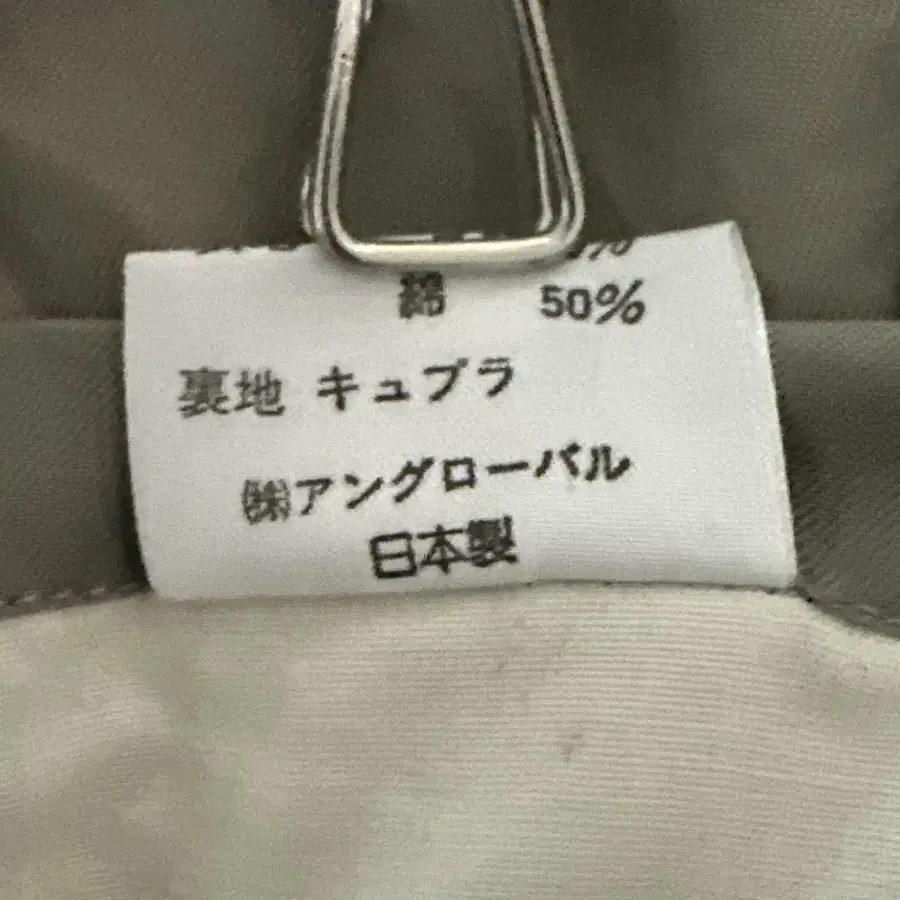 綿 50%
裏地 キュプラ
㈱アングローバル
日本製